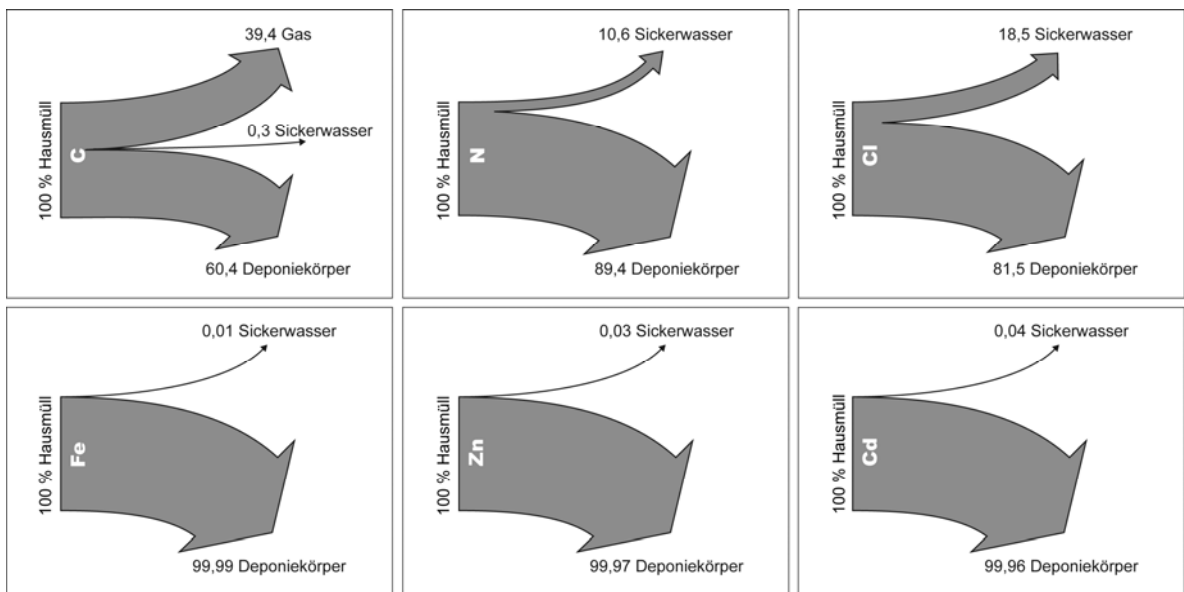 39,4 Gas
0,3 Sickerwasser
100 % Hausmüll
C
60,4 Deponiekörper
10,6 Sickerwasser
100 % Hausmüll
N
89,4 Deponiekörper
18,5 Sickerwasser
100 % Hausmüll
Cl
81,5 Deponiekörper
0,01 Sickerwasser
100 % Hausmüll
Fe
99,99 Deponiekörper
0,03 Sickerwasser
100 % Hausmüll
Zn
99,97 Deponiekörper
0,04 Sickerwasser
100 % Hausmüll
Cd
99,96 Deponiekörper